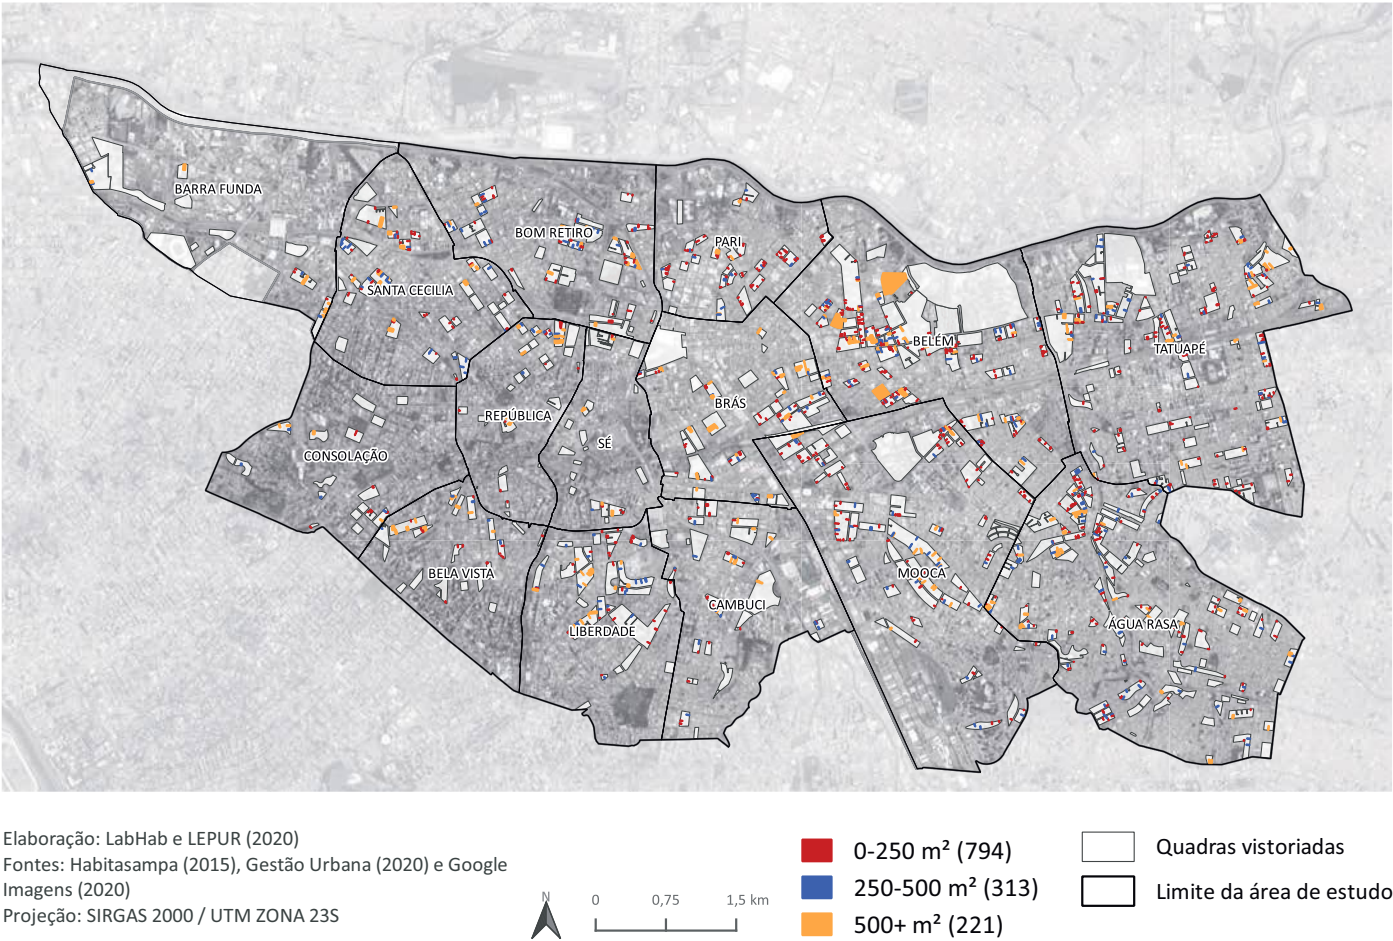 BARRA FUNDA
BOM RETIRO
PARI
SANTA CECILIA
BELÉM
TATUAPÉ
REPÚBLICA
BRÁS
SÉ
CONSOLAÇÃO
BELA VISTA
MOOCA
CAMBUCI
LIBERDADE
ÁGUA RASA
Elaboração: LabHab e LEPUR (2020)
Fontes: Habitasampa (2015), Gestão Urbana (2020) e Google
Imagens (2020)
Projeção: SIRGAS 2000 / UTM ZONA 23S
N
0 0,75 1,5 km
0-250 m² (794)
250-500 m² (313)
500+ m² (221)
Quadras vistoriadas
Limite da área de estudo